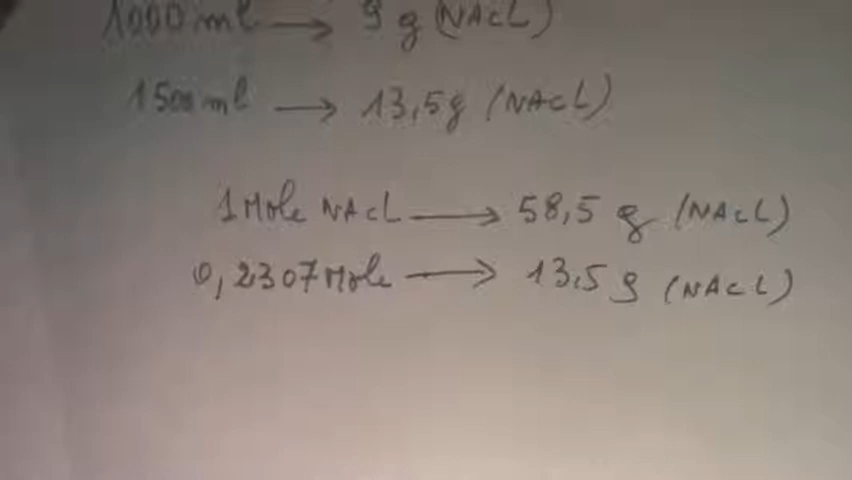 1000 ml → 9 g (NACL)
1500 ml → 13,5g (NACL)
1 Mole NACL → 58,5 g (NACL)
0,2307 Mole → 13,5 g (NACL)